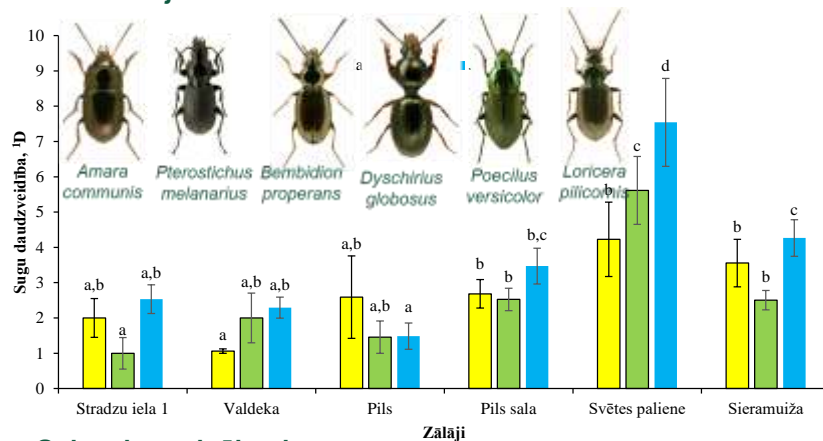 10
9
8
7
6
5
4
3
2
1
0
Sugu daudzveidība, ¹D
a
Amara
communis
Pterostichus
melanarius
Bembidion
properans
Dyschirius
globosus
Poecilus
versicolor
Loricera
pilicornis
a,b
a
a,b
a
a,b
a,b
a,b
a,b
a
b
b
b,c
b
c
d
b
b
c
Stradzu iela 1
Valdeka
Pils
Pils sala
Svētes paliene
Sieramuiža
Zālāji